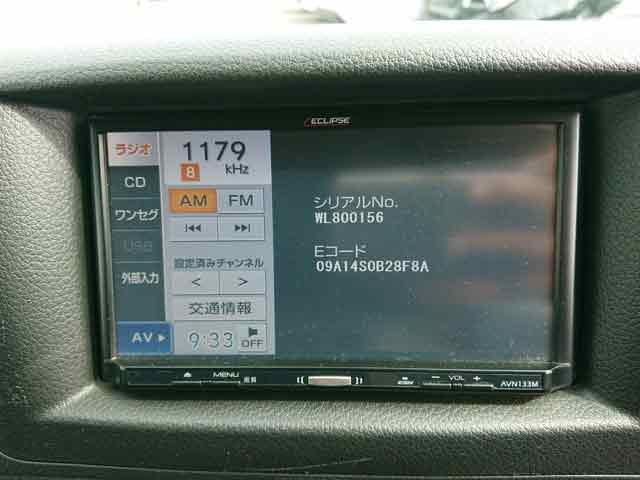 ECLIPSE
ラジオ
1179
8
kHz
CD
AM
FM
ワンセグ
USB
設定済みチャンネル
外部入力
<
>
交通情報
AV
9:33
OFF
シリアルNo.
WL800156
Eコード
09A14S0B28F8A
MENU
画質
VOL
AVN133M